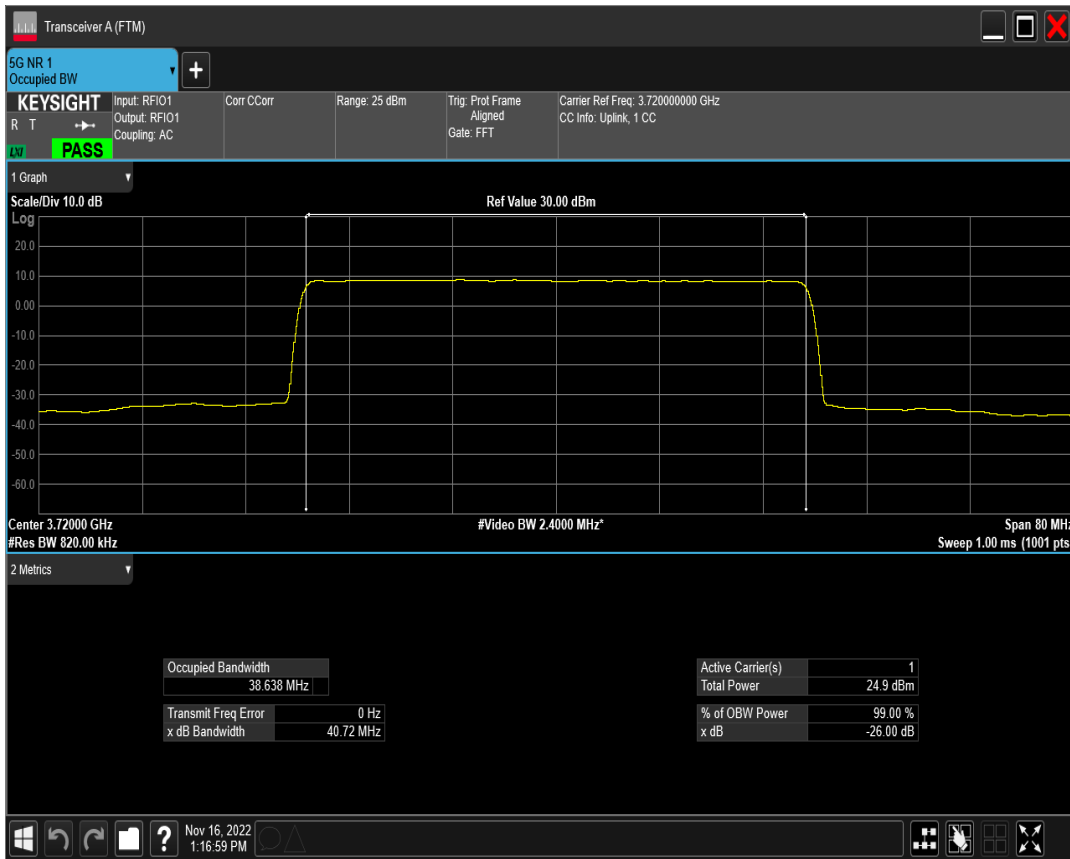 Transceiver A (FTM)
5G NR 1
Occupied BW
+
KEYSIGHT
R T
LXI
PASS
Input: RFIO1
Output: RFIO1
Coupling: AC
Corr CCorr
Range: 25 dBm
Trig: Prot Frame
Aligned
Gate: FFT
Carrier Ref Freq: 3.720000000 GHz
CC Info: Uplink, 1 CC
1 Graph
Scale/Div 10.0 dB
Ref Value 30.00 dBm
Log
20.0
10.0
0.00
-10.0
-20.0
-30.0
-40.0
-50.0
-60.0
Center 3.72000 GHz
#Video BW 2.4000 MHz*
Span 80 MHz
#Res BW 820.00 kHz
Sweep 1.00 ms (1001 pts
2 Metrics
Occupied Bandwidth
38.638 MHz
Transmit Freq Error 0 Hz
x dB Bandwidth 40.72 MHz
Active Carrier(s) 1
Total Power 24.9 dBm
% of OBW Power 99.00 %
x dB -26.00 dB
?
Nov 16, 2022
1:16:59 PM